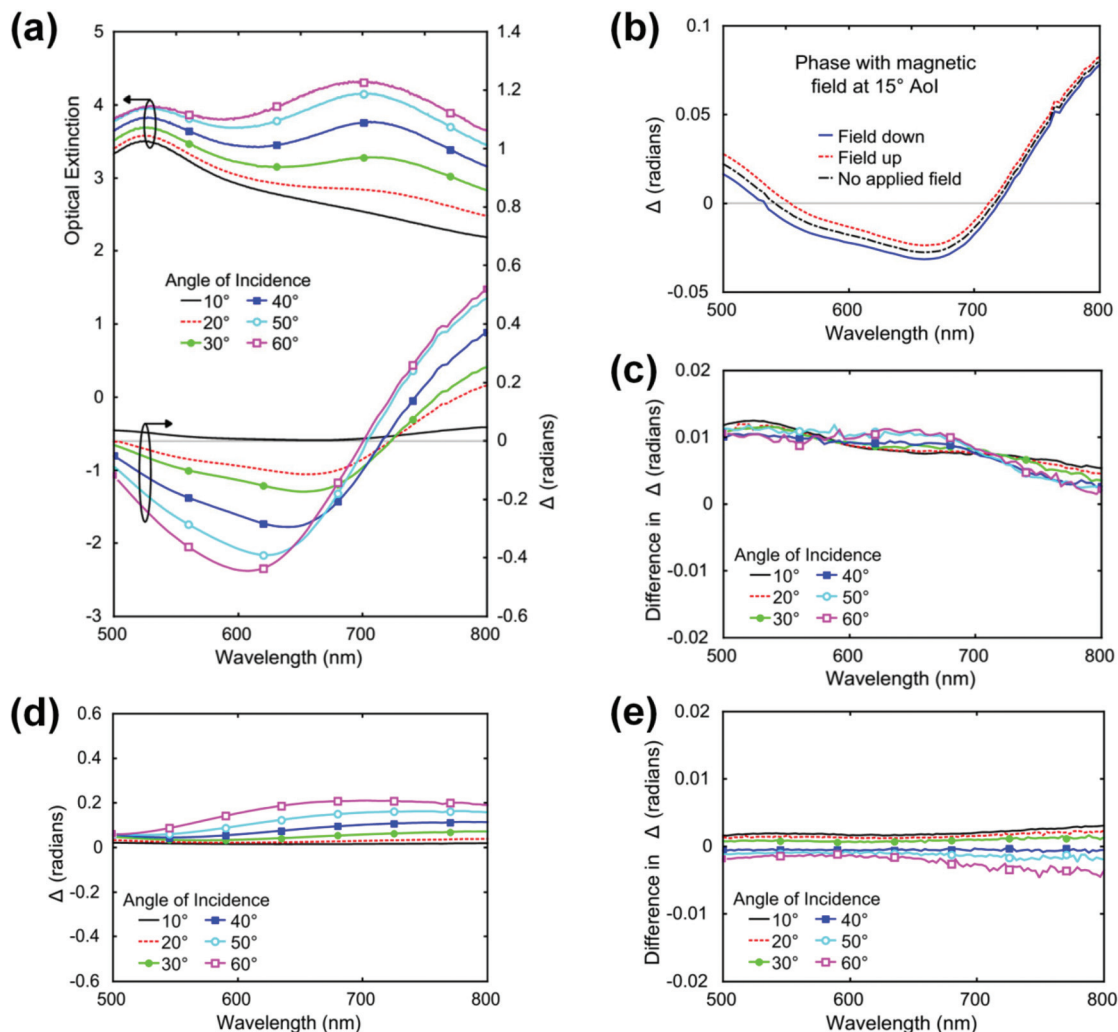 (a)
5
4
3
2
1
0
-1
-2
-3
Optical Extinction
1.4
1.2
1
0.8
0.6
0.4
0.2
0
-0.2
-0.4
-0.6
Δ (radians)
Angle of Incidence
10° 40°
20° 50°
30° 60°
500 600 700 800
Wavelength (nm)
(b)
0.1
0.05
0
-0.05
Δ (radians)
Phase with magnetic
field at 15° AoI
Field down
Field up
No applied field
500 600 700 800
Wavelength (nm)
(c)
0.02
0.01
0
-0.01
-0.02
Difference in Δ (radians)
Angle of Incidence
10° 40°
20° 50°
30° 60°
500 600 700 800
Wavelength (nm)
(d)
0.6
0.4
0.2
0
-0.2
-0.4
-0.6
Δ (radians)
Angle of Incidence
10° 40°
20° 50°
30° 60°
500 600 700 800
Wavelength (nm)
(e)
0.02
0.01
0
-0.01
-0.02
Difference in Δ (radians)
Angle of Incidence
10° 40°
20° 50°
30° 60°
500 600 700 800
Wavelength (nm)